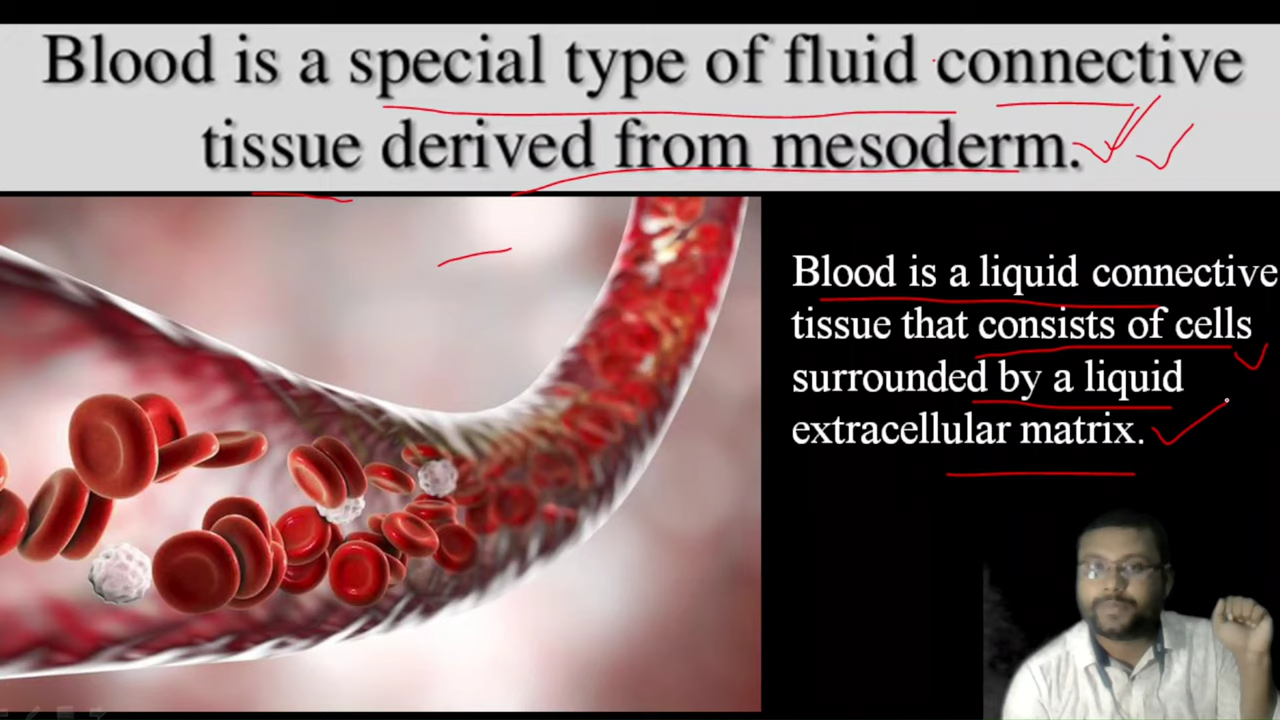 Blood is a special type of fluid connective
tissue derived from mesoderm.
Blood is a liquid connective
tissue that consists of cells
surrounded by a liquid
extracellular matrix.